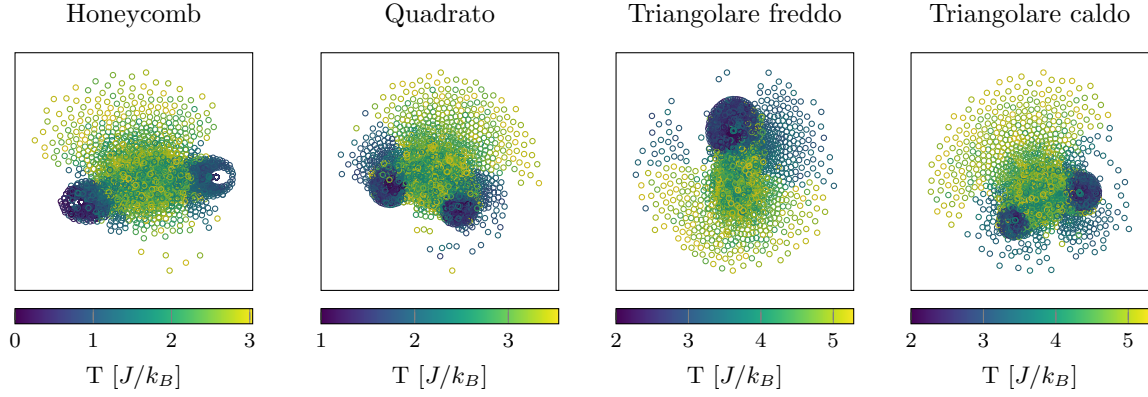 Honeycomb
Quadrato
Triangolare freddo
Triangolare caldo
0 1 2 3
1 2 3
2 3 4 5
2 3 4 5
T [J/k_B]
T [J/k_B]
T [J/k_B]
T [J/k_B]